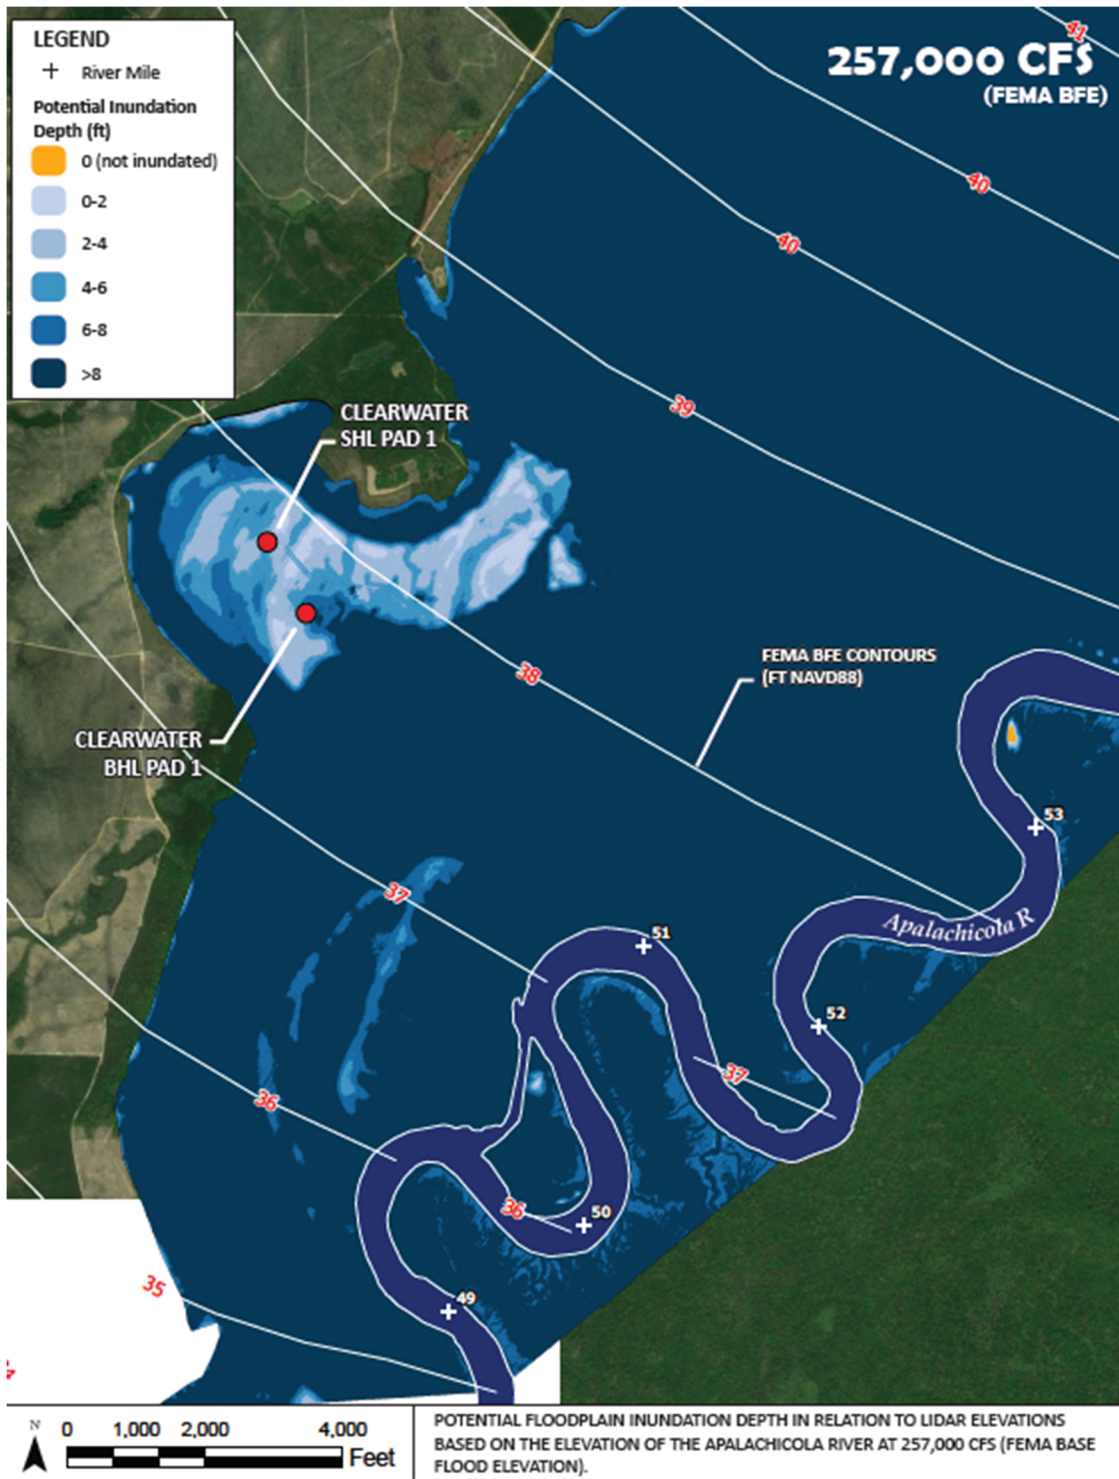 LEGEND
River Mile
Potential Inundation
Depth (ft)
0 (not inundated)
0-2
2-4
4-6
6-8
>8
257,000 CFS
(FEMA BFE)
41
40
40
39
CLEARWATER
SHL PAD 1
38
FEMA BFE CONTOURS
(FT NAVD88)
CLEARWATER
BHL PAD 1
53
37
Apalachicola R
51
52
37
36
36
50
35
49
N
0 1,000 2,000 4,000
Feet
POTENTIAL FLOODPLAIN INUNDATION DEPTH IN RELATION TO LIDAR ELEVATIONS
BASED ON THE ELEVATION OF THE APALACHICOLA RIVER AT 257,000 CFS (FEMA BASE
FLOOD ELEVATION).